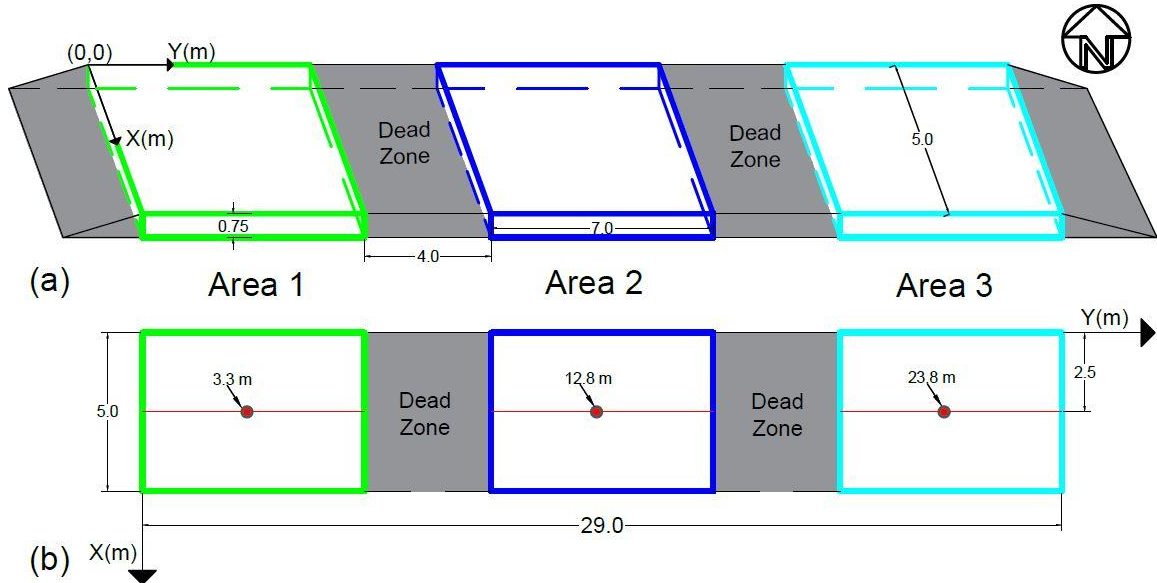 (0,0)
Y(m)
N
X(m)
Dead
Zone
Dead
Zone
5.0
0.75
7.0
4.0
(a)
Area 1
Area 2
Area 3
Y(m)
3.3 m
12.8 m
23.8 m
2.5
5.0
Dead
Zone
Dead
Zone
29.0
(b)
X(m)